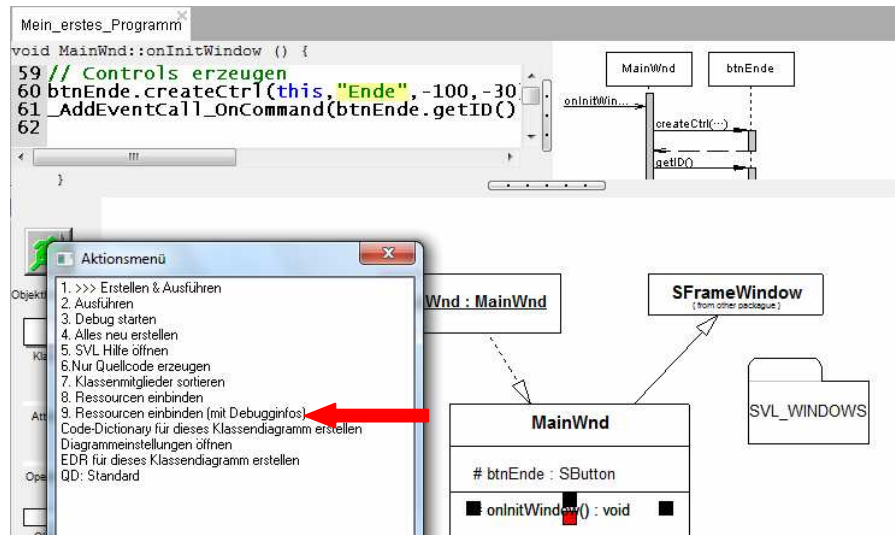 Mein_erstes_Programm
void MainWnd::onInitWindow () {
59 // Controls erzeugen
60 btnEnde.createCtrl(this,"Ende",-100,-30
61 _AddEventCall_OnCommand(btnEnde.getID()
62
}
MainWnd
btnEnde
onInitWin...
createCtrl(···)
getID()
Aktionsmenü
1. >>> Erstellen & Ausführen
2. Ausführen
3. Debug starten
4. Alles neu erstellen
5. SVL Hilfe öffnen
6.Nur Quellcode erzeugen
7. Klassenmitglieder sortieren
8. Ressourcen einbinden
9. Ressourcen einbinden (mit Debugginfos)
Code-Dictionary für dieses Klassendiagramm erstellen
Diagrammeinstellungen öffnen
EDR für dieses Klassendiagramm erstellen
QD: Standard
Wnd : MainWnd
SFrameWindow
(from other packague)
SVL_WINDOWS
MainWnd
# btnEnde : SButton
# onInitWindow() : void